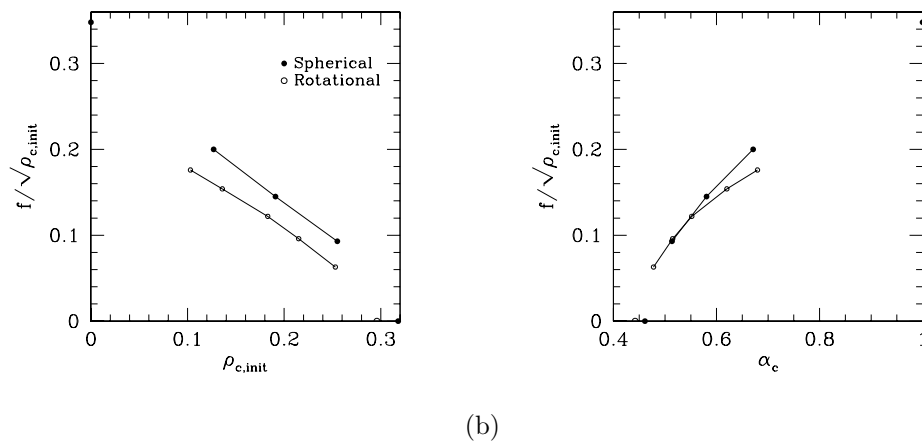 f/√ρc,init
0.3
0.2
0.1
0
Spherical
Rotational
0 0.1 0.2 0.3
ρc,init
f/√ρc,init
0.3
0.2
0.1
0
0.4 0.6 0.8 1
αc
(b)